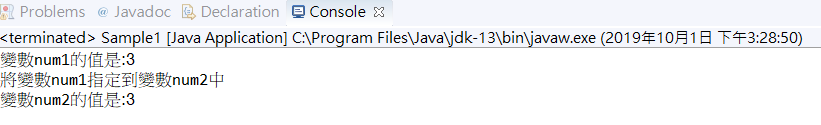 Problems @ Javadoc Declaration Console
<terminated> Sample1 [Java Application] C:\Program Files\Java\jdk-13\bin\javaw.exe (2019年10月1日 下午3:28:50)
變數num1的值是:3
將變數num1指定到變數num2中
變數num2的值是:3